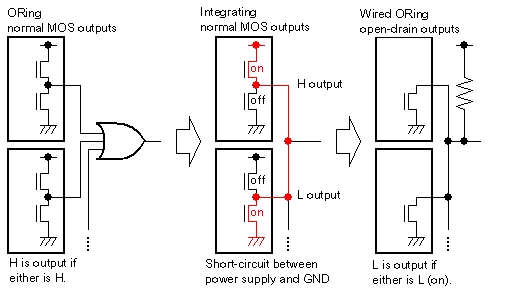 ORing
normal MOS outputs
Integrating
normal MOS outputs
Wired ORing
open-drain outputs
on
off
H output
off
on
L output
H is output if
either is H.
Short-circuit between
power supply and GND
L is output if
either is L (on).